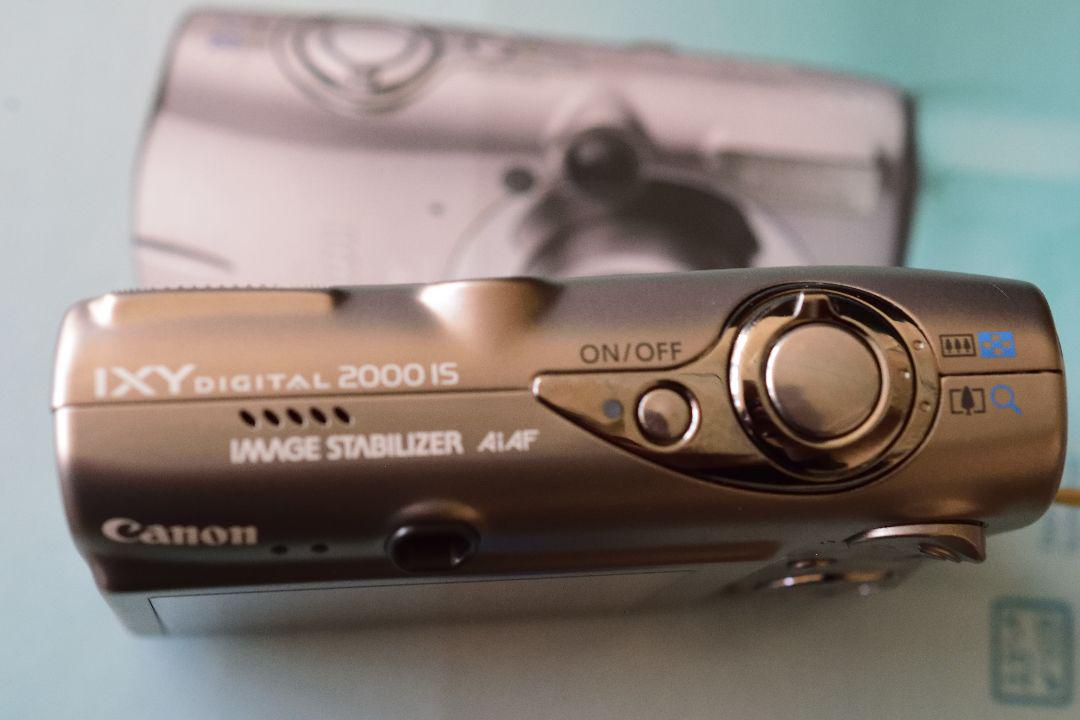 IXY DIGITAL 2000 IS
ON/OFF
IMAGE STABILIZER AiAF
Canon